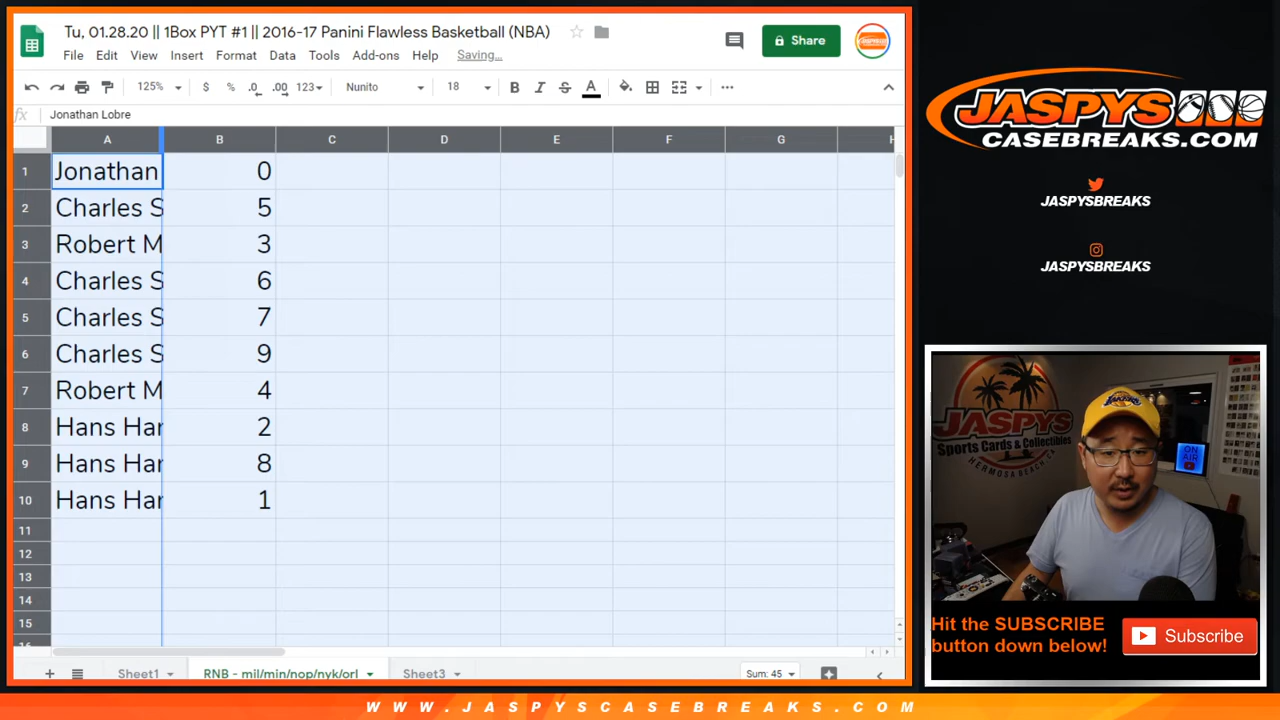 Tu, 01.28.20 || 1Box PYT #1 || 2016-17 Panini Flawless Basketball (NBA)
File Edit View Insert Format Data Tools Add-ons Help Saving...
Share
125% $ % .0 .00 123 Nunito 18 B I S A
fx Jonathan Lobre
A B C D E F G H
1 Jonathan 0
2 Charles S 5
3 Robert M 3
4 Charles S 6
5 Charles S 7
6 Charles S 9
7 Robert M 4
8 Hans Har 2
9 Hans Har 8
10 Hans Har 1
11
12
13
14
15
16
Sheet1 RNB - mil/min/nop/nyk/orl Sheet3 Sum: 45
JASPYS
CASEBREAKS.COM
JASPYSBREAKS
JASPYSBREAKS
JASPYS
Sports Cards & Collectibles
HERMOSA BEACH, CA
LAKERS
ON AIR
Hit the SUBSCRIBE
button down below!
Subscribe
WWW.JASPYSCASEBREAKS.COM